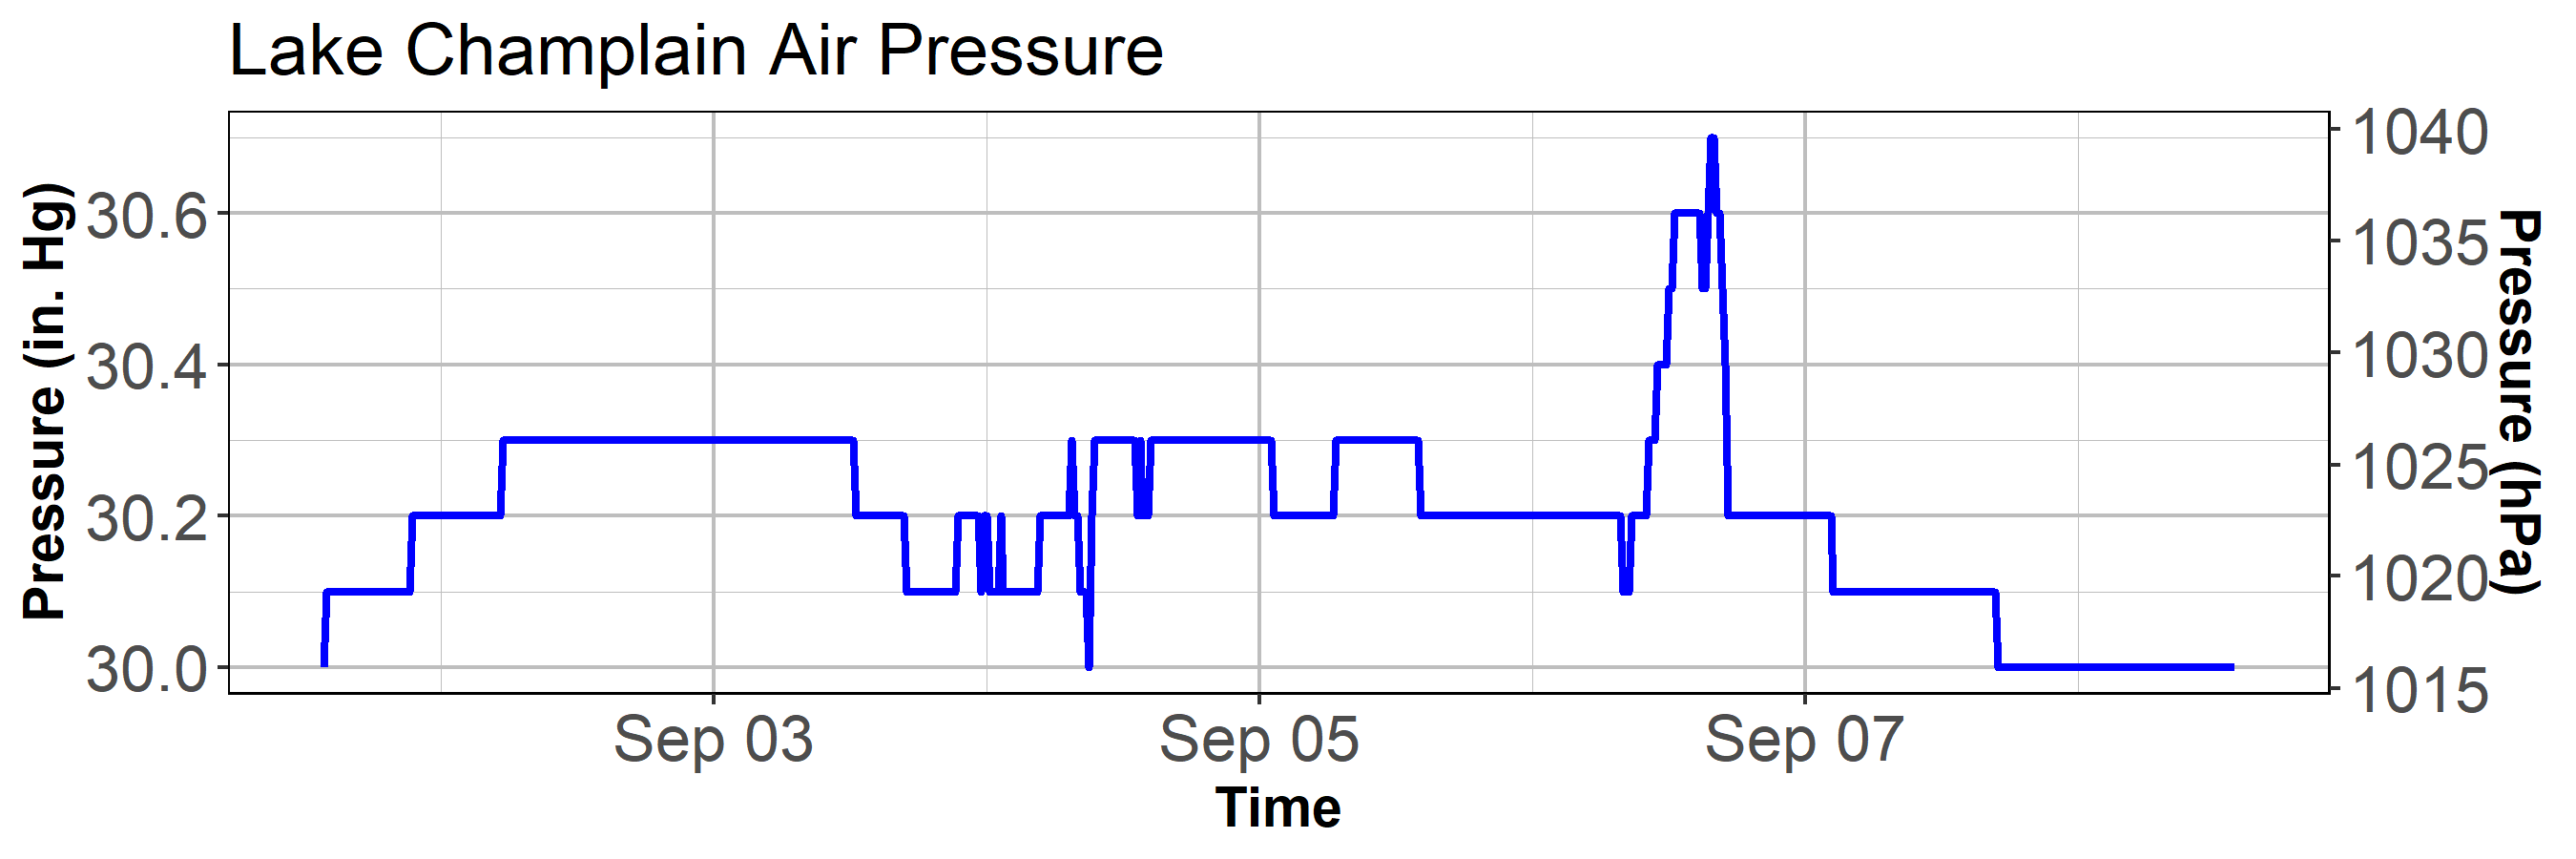 Lake Champlain Air Pressure
Pressure (in. Hg)
30.6
30.4
30.2
30.0
1040
1035
1030
1025
1020
1015
Pressure (hPa)
Sep 03 Sep 05 Sep 07
Time